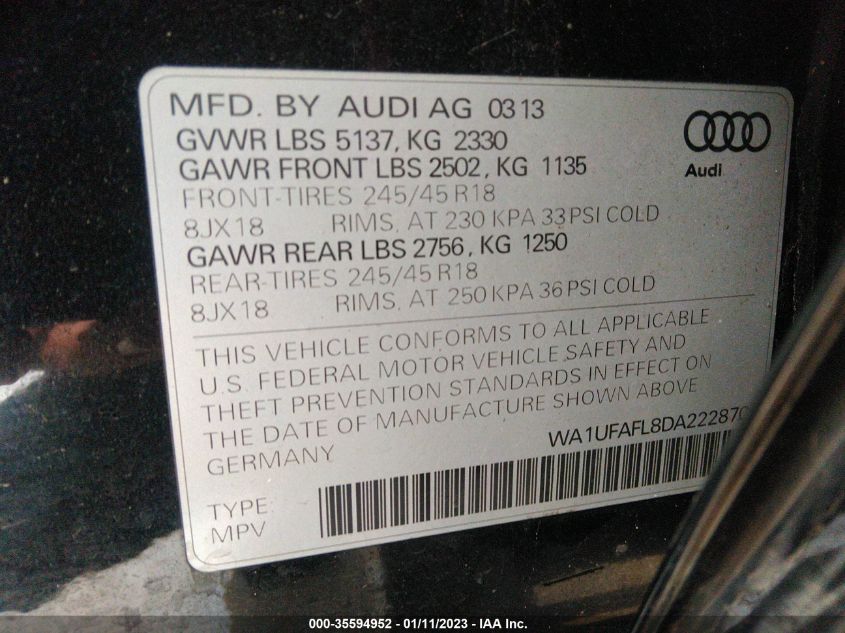 MFD. BY AUDI AG 03 13
GVWR LBS 5137, KG 2330
GAWR FRONT LBS 2502, KG 1135
FRONT-TIRES 245/45 R18
8JX18 RIMS, AT 230 KPA 33 PSI COLD
GAWR REAR LBS 2756, KG 1250
REAR-TIRES 245/45 R18
8JX18 RIMS, AT 250 KPA 36 PSI COLD
Audi
THIS VEHICLE CONFORMS TO ALL APPLICABLE
U.S. FEDERAL MOTOR VEHICLE SAFETY AND
THEFT PREVENTION STANDARDS IN EFFECT ON
THE DATE OF MANUFACTURE SHOWN ABOVE
WA1UFAFL8DA222870
GERMANY
TYPE
MPV
000-35594952 - 01/11/2023 - IAA Inc.